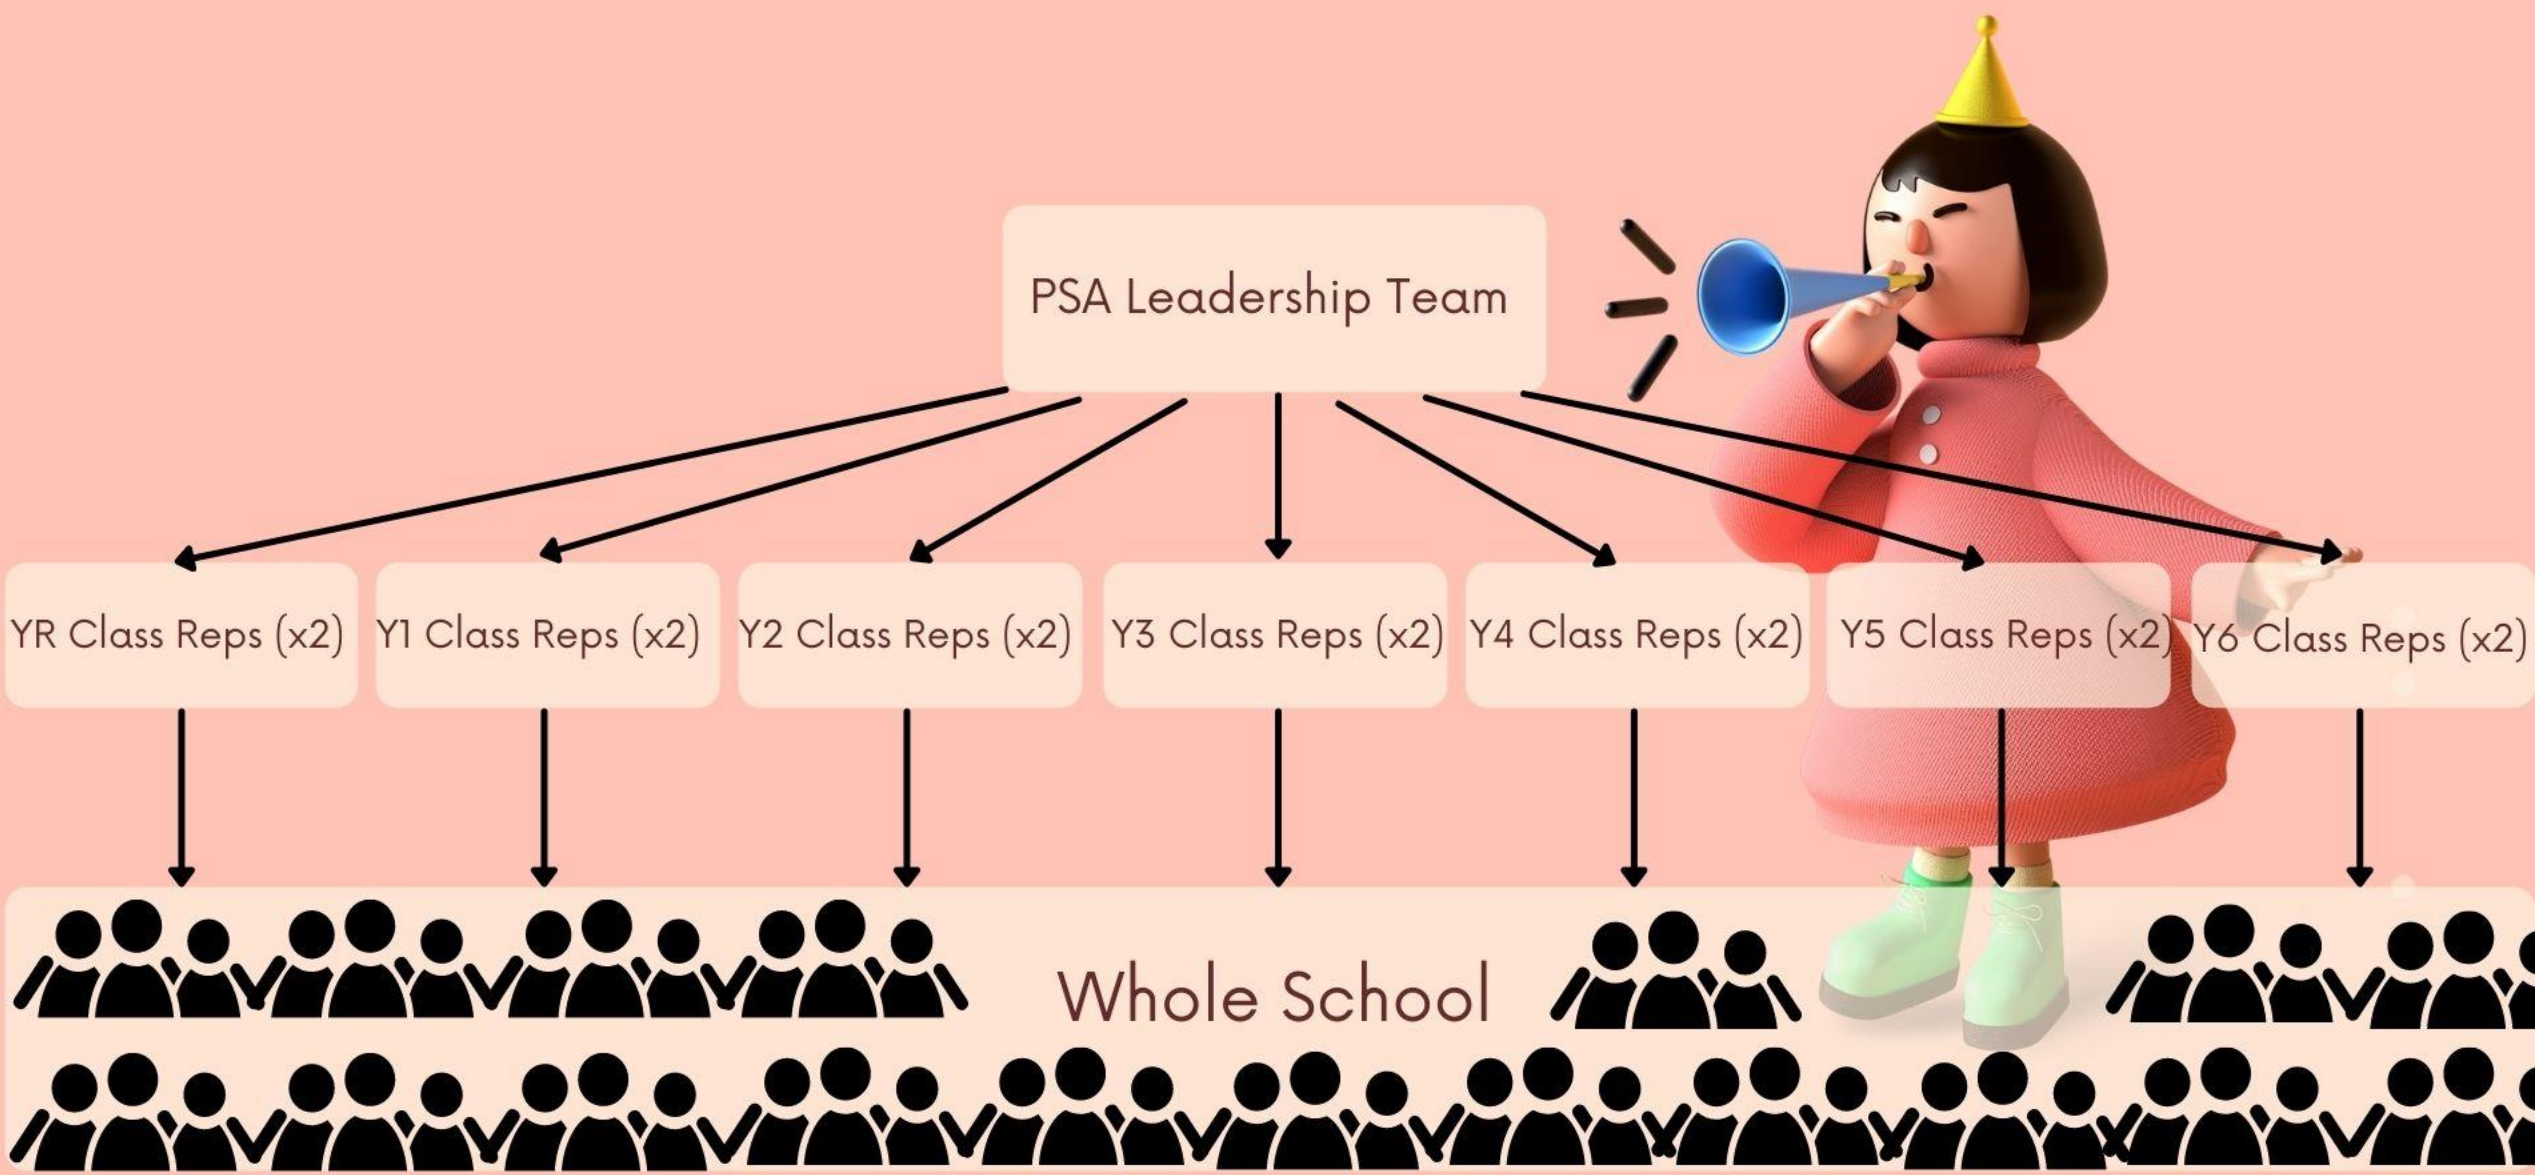 PSA Leadership Team
YR Class Reps (x2)
Y1 Class Reps (x2)
Y2 Class Reps (x2)
Y3 Class Reps (x2)
Y4 Class Reps (x2)
Y5 Class Reps (x2)
Y6 Class Reps (x2)
Whole School